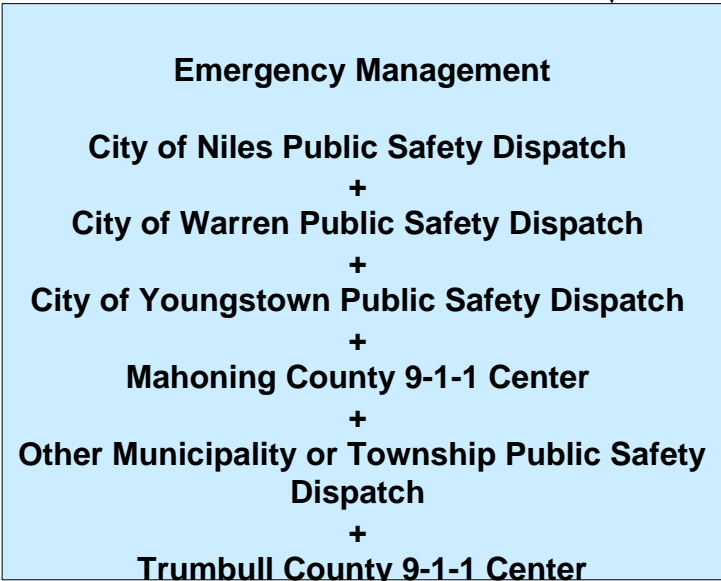 Emergency Management
City of Niles Public Safety Dispatch
+
City of Warren Public Safety Dispatch
+
City of Youngstown Public Safety Dispatch
+
Mahoning County 9-1-1 Center
+
Other Municipality or Township Public Safety
Dispatch
+
Trumbull County 9-1-1 Center